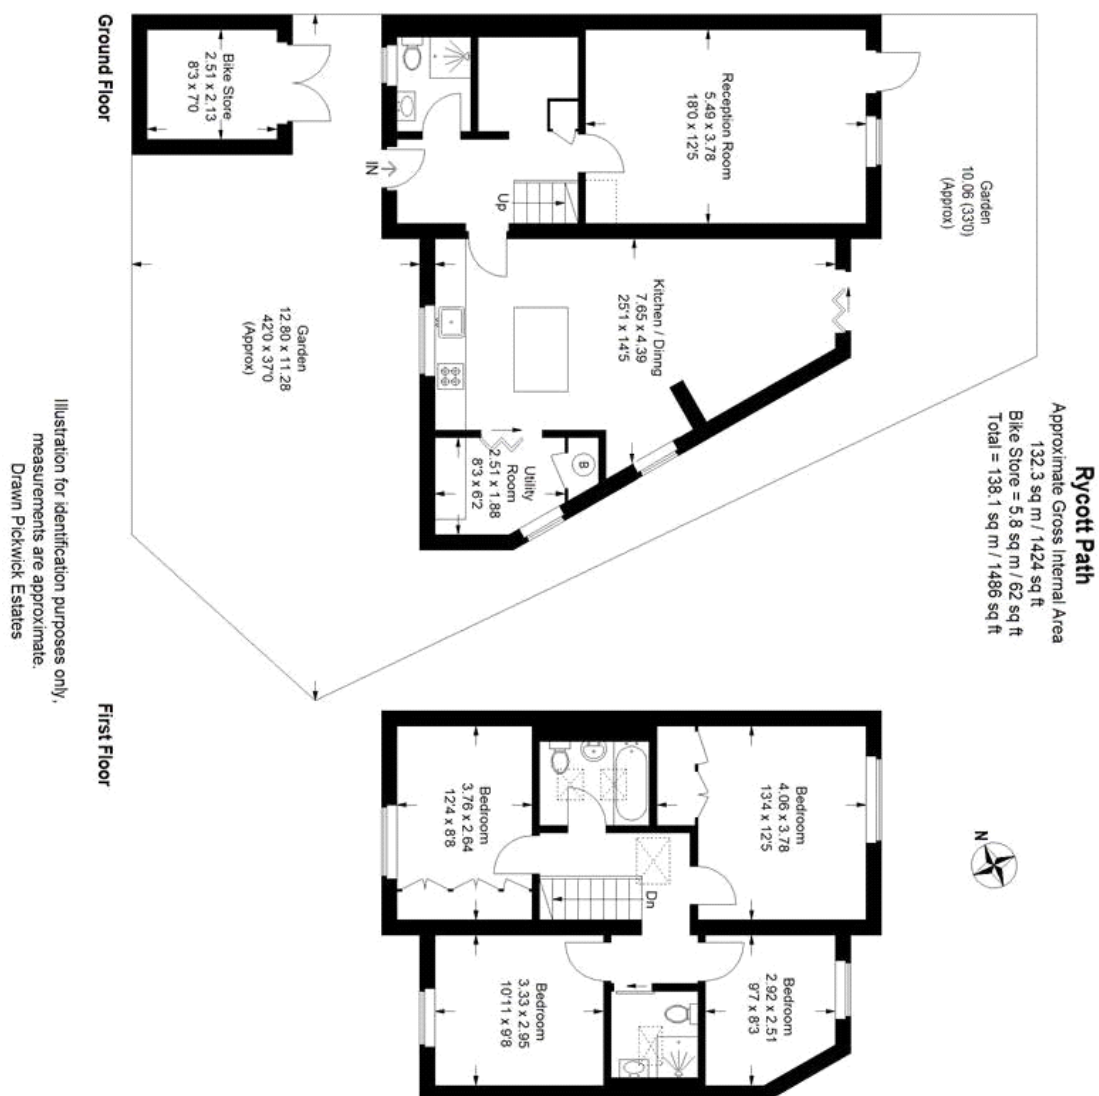 Rycott Path
Approximate Gross Internal Area
132.3 sq m / 1424 sq ft
Bike Store = 5.8 sq m / 62 sq ft
Total = 138.1 sq m / 1486 sq ft
Garden
10.06 (33'0)
(Approx)
Reception Room
5.49 x 3.78
18'0 x 12'5
Kitchen / Dinng
7.65 x 4.39
25'1 x 14'5
Up
B
Utility
Room
2.51 x 1.88
8'3 x 6'2
IN
Garden
12.80 x 11.28
42'0 x 37'0
(Approx)
Bike Store
2.51 x 2.13
8'3 x 7'0
Ground Floor
N
Bedroom
4.06 x 3.78
13'4 x 12'5
Bedroom
2.92 x 2.51
9'7 x 8'3
Dn
Bedroom
3.76 x 2.64
12'4 x 8'8
Bedroom
3.33 x 2.95
10'11 x 9'8
First Floor
Illustration for identification purposes only,
measurements are approximate.
Drawn Pickwick Estates